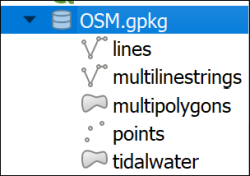 OSM.gpkg
lines
multilinestrings
multipolygons
points
tidalwater